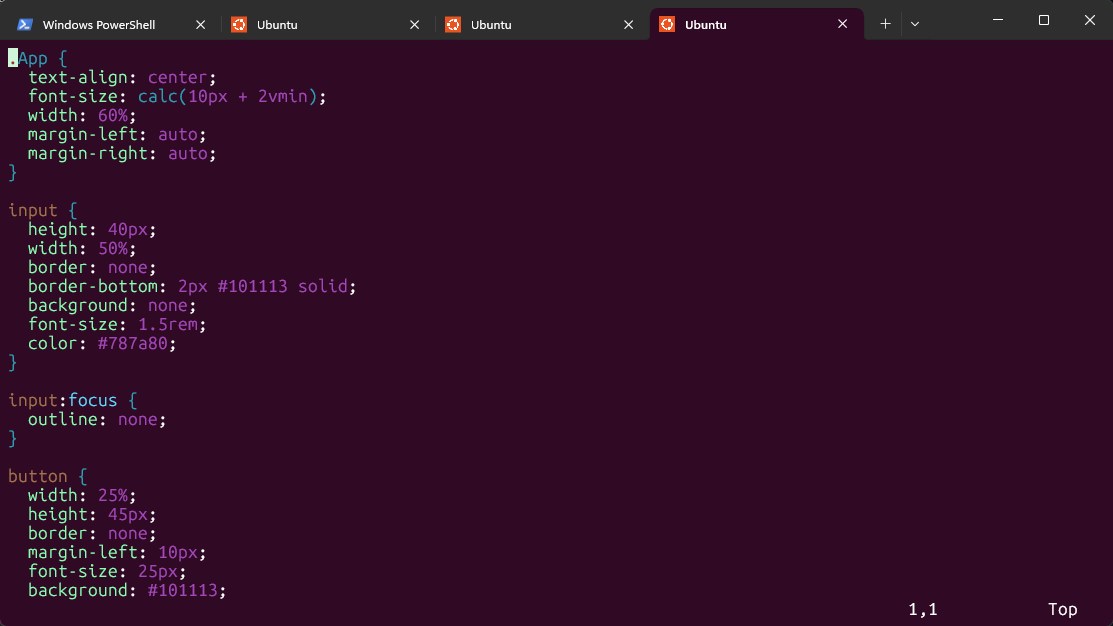 Windows PowerShell
Ubuntu
Ubuntu
Ubuntu
.App {
  text-align: center;
  font-size: calc(10px + 2vmin);
  width: 60%;
  margin-left: auto;
  margin-right: auto;
}
input {
  height: 40px;
  width: 50%;
  border: none;
  border-bottom: 2px #101113 solid;
  background: none;
  font-size: 1.5rem;
  color: #787a80;
}
input:focus {
  outline: none;
}
button {
  width: 25%;
  height: 45px;
  border: none;
  margin-left: 10px;
  font-size: 25px;
  background: #101113;
1,1 Top